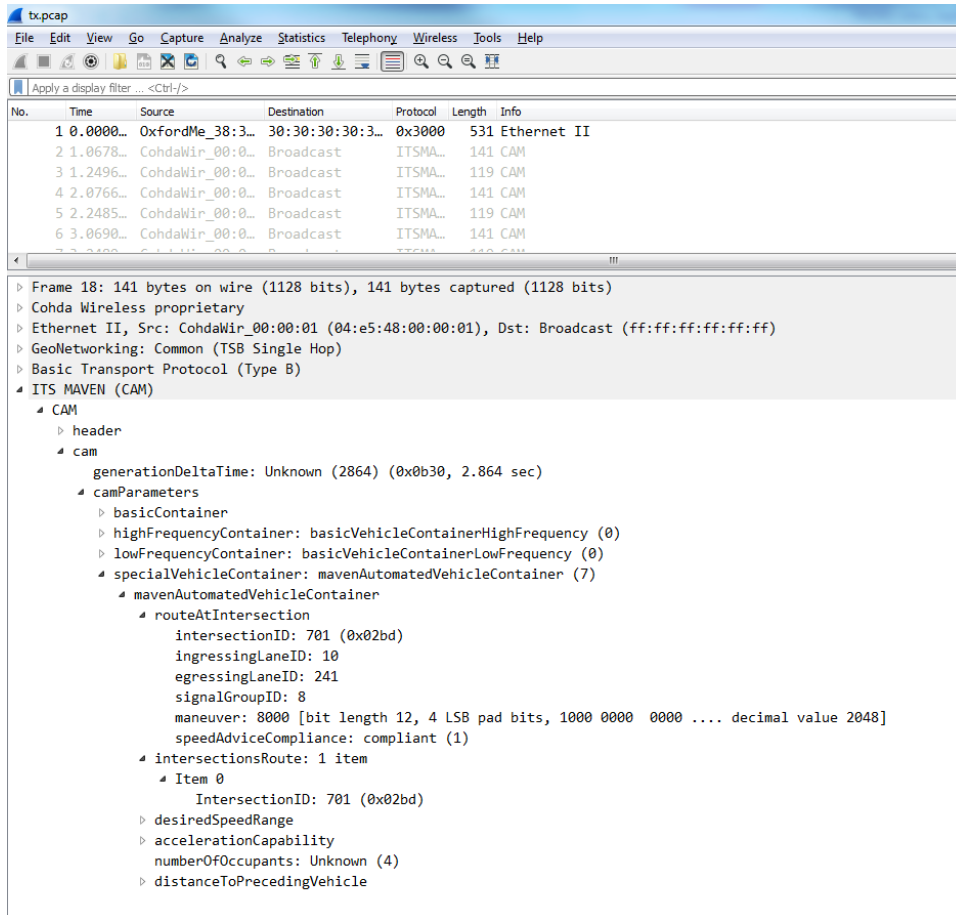 tx.pcap
File Edit View Go Capture Analyze Statistics Telephony Wireless Tools Help
Apply a display filter ... <Ctrl-/>
No. Time Source Destination Protocol Length Info
1 0.0000… OxfordMe_38:3… 30:30:30:30:3… 0x3000 531 Ethernet II
2 1.0678… CohdaWir_00:0… Broadcast ITSMA… 141 CAM
3 1.2496… CohdaWir_00:0… Broadcast ITSMA… 119 CAM
4 2.0766… CohdaWir_00:0… Broadcast ITSMA… 141 CAM
5 2.2485… CohdaWir_00:0… Broadcast ITSMA… 119 CAM
6 3.0690… CohdaWir_00:0… Broadcast ITSMA… 141 CAM
Frame 18: 141 bytes on wire (1128 bits), 141 bytes captured (1128 bits)
Cohda Wireless proprietary
Ethernet II, Src: CohdaWir_00:00:01 (04:e5:48:00:00:01), Dst: Broadcast (ff:ff:ff:ff:ff:ff)
GeoNetworking: Common (TSB Single Hop)
Basic Transport Protocol (Type B)
ITS MAVEN (CAM)
CAM
header
cam
generationDeltaTime: Unknown (2864) (0x0b30, 2.864 sec)
camParameters
basicContainer
highFrequencyContainer: basicVehicleContainerHighFrequency (0)
lowFrequencyContainer: basicVehicleContainerLowFrequency (0)
specialVehicleContainer: mavenAutomatedVehicleContainer (7)
mavenAutomatedVehicleContainer
routeAtIntersection
intersectionID: 701 (0x02bd)
ingressingLaneID: 10
egressingLaneID: 241
signalGroupID: 8
maneuver: 8000 [bit length 12, 4 LSB pad bits, 1000 0000  0000 .... decimal value 2048]
speedAdviceCompliance: compliant (1)
intersectionsRoute: 1 item
Item 0
IntersectionID: 701 (0x02bd)
desiredSpeedRange
accelerationCapability
numberOfOccupants: Unknown (4)
distanceToPrecedingVehicle